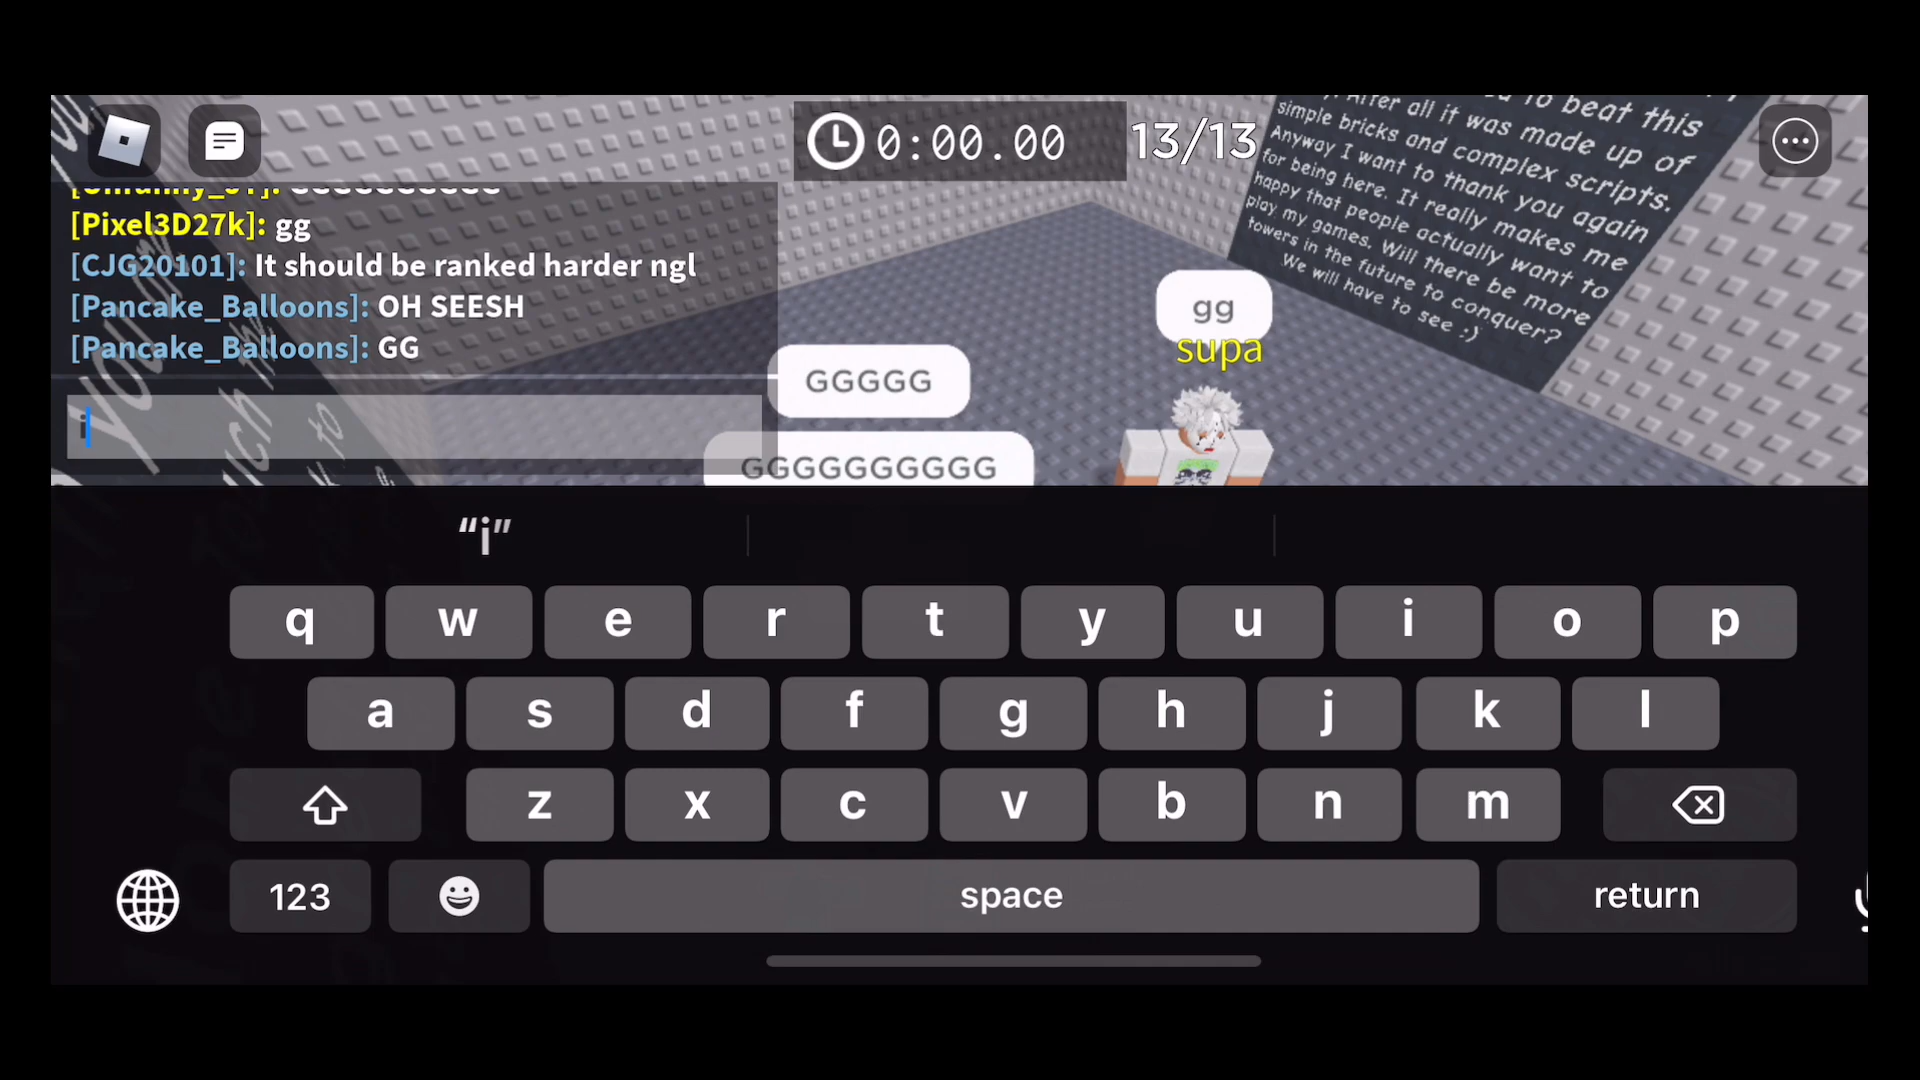 0:00.00
13/13
[Pixel3D27k]: gg
[CJG20101]: It should be ranked harder ngl
[Pancake_Balloons]: OH SEESH
[Pancake_Balloons]: GG
i
to beat this
After all it was made up of
simple bricks and complex scripts.
Anyway I want to thank you again
for being here. It really makes me
happy that people actually want to
play my games. Will there be more
towers in the future to conquer?
We will have to see :)
gg
supa
GGGGG
GGGGGGGGGG
“i”
q w e r t y u i o p
a s d f g h j k l
z x c v b n m
123 space return